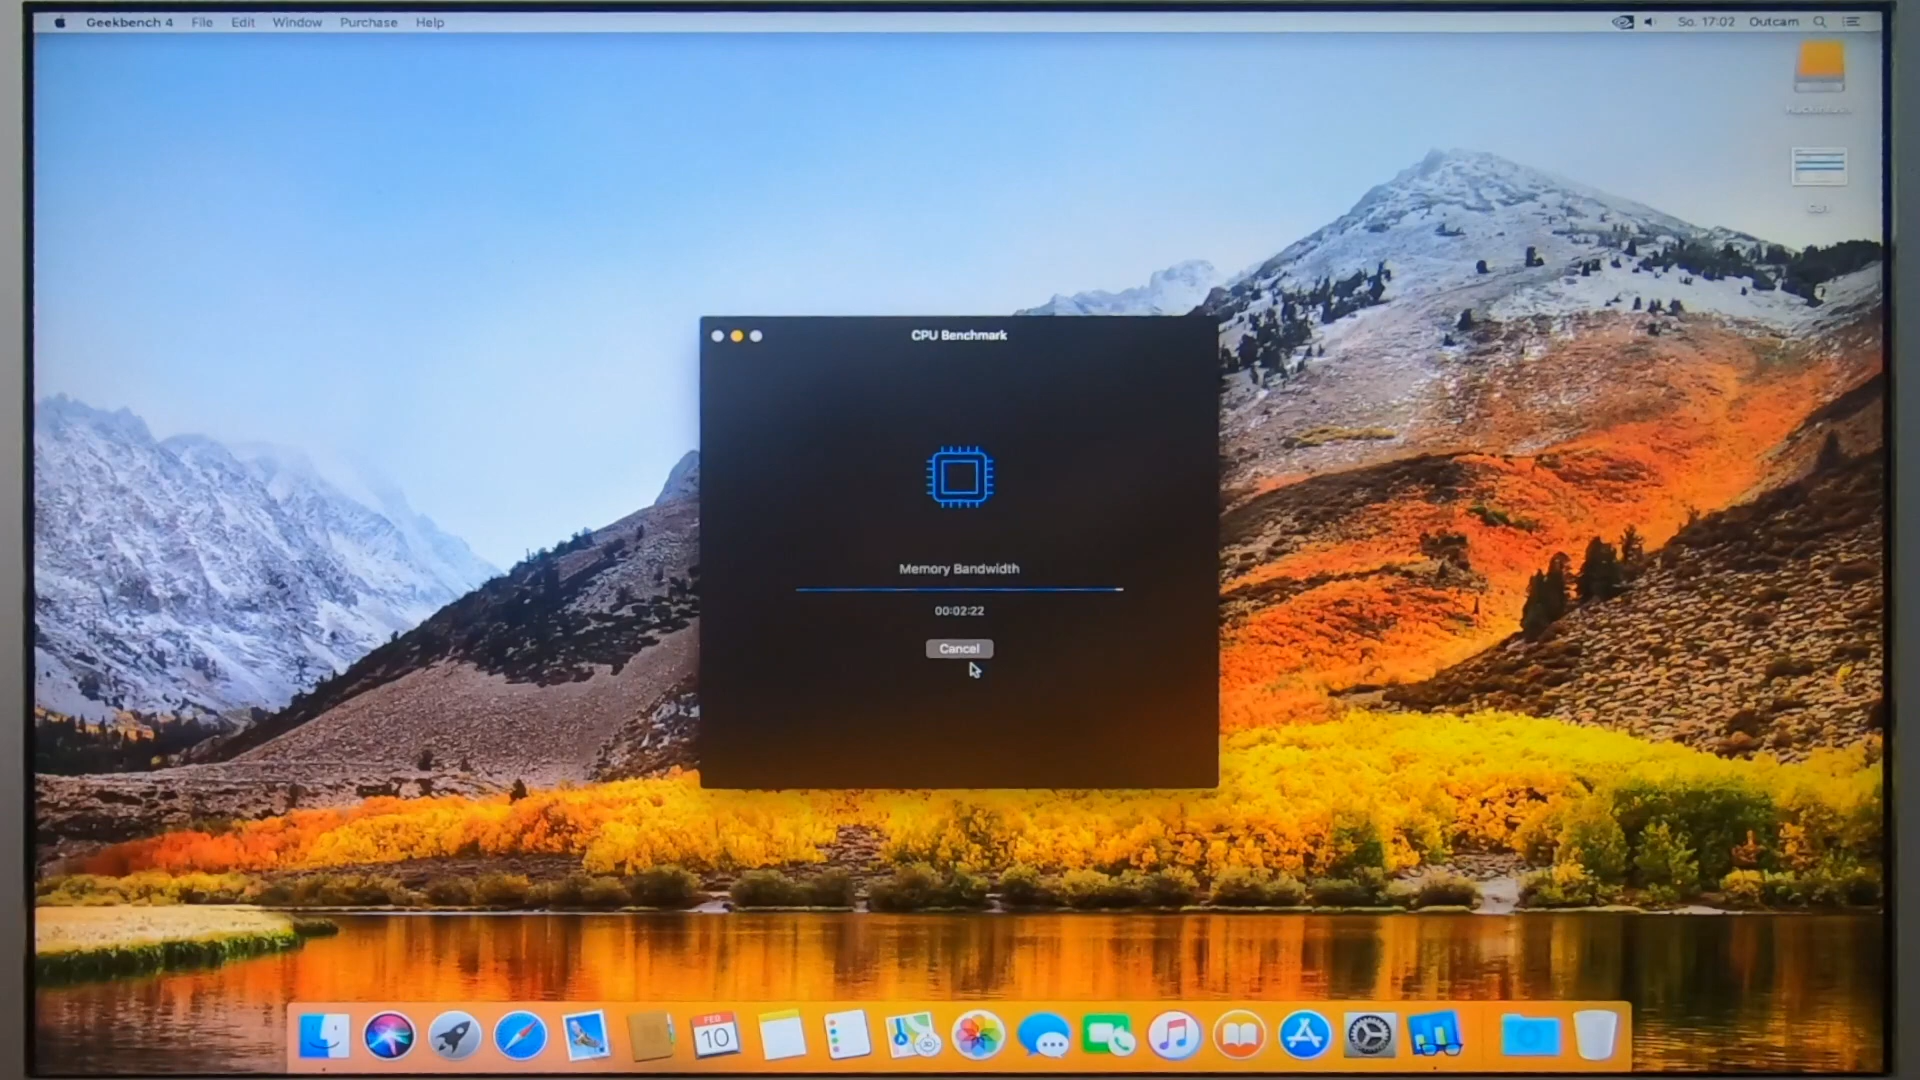 Geekbench 4 File Edit Window Purchase Help
So. 17:02 Outcam
CPU Benchmark
Memory Bandwidth
00:02:22
Cancel
FEB
10